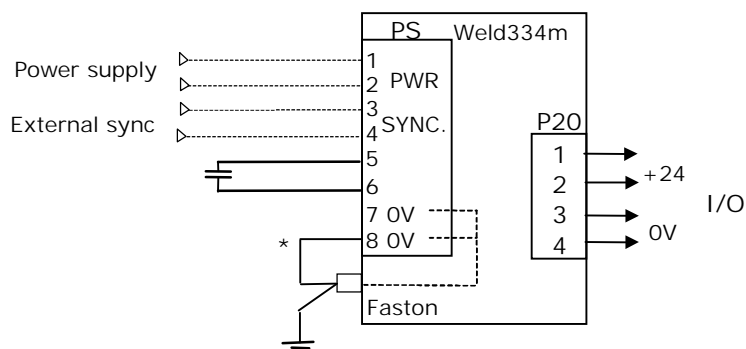 PS Weld334m
Power supply
1
2 PWR
External sync
3
4 SYNC.
5
6
7 0V
8 0V
*
Faston
P20
1
2 +24
3
4 0V
I/O